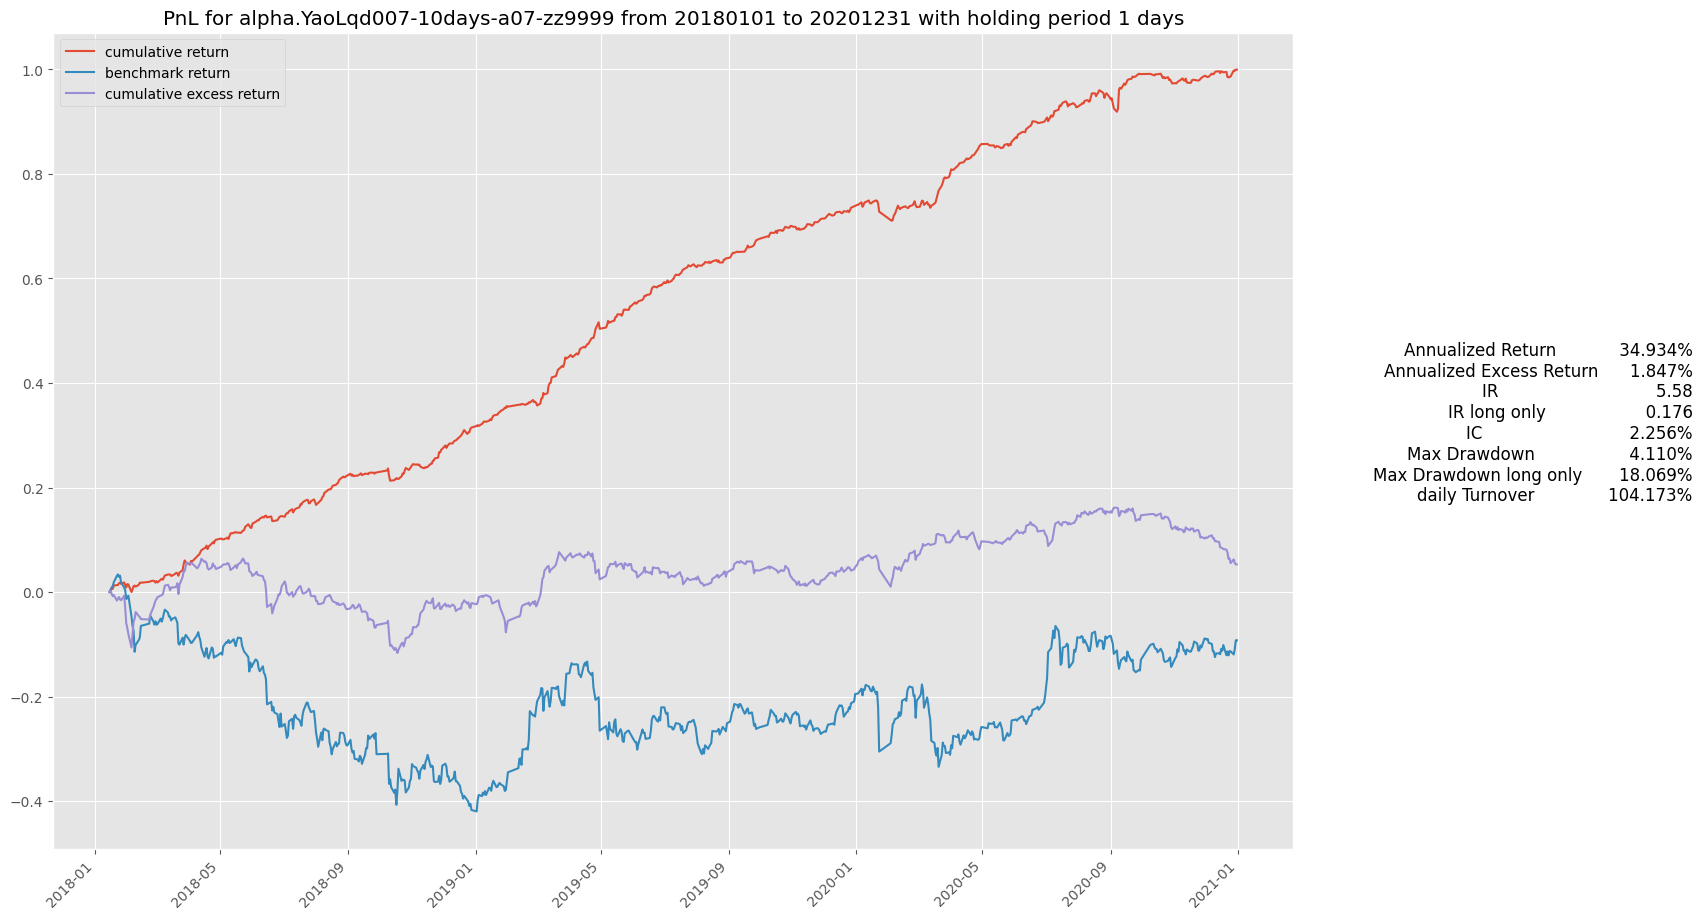 PnL for alpha.YaoLqd007-10days-a07-zz9999 from 20180101 to 20201231 with holding period 1 days
cumulative return
benchmark return
cumulative excess return
1.0
0.8
0.6
0.4
0.2
0.0
−0.2
−0.4
2018-01
2018-05
2018-09
2019-01
2019-05
2019-09
2020-01
2020-05
2020-09
2021-01
Annualized Return 34.934%
Annualized Excess Return 1.847%
IR 5.58
IR long only 0.176
IC 2.256%
Max Drawdown 4.110%
Max Drawdown long only 18.069%
daily Turnover 104.173%